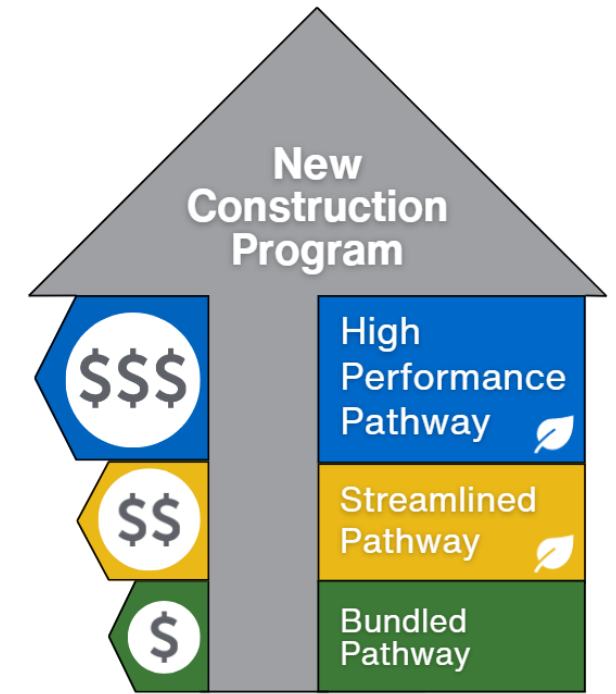 New
Construction
Program
$$$
High
Performance
Pathway
$$
Streamlined
Pathway
$
Bundled
Pathway